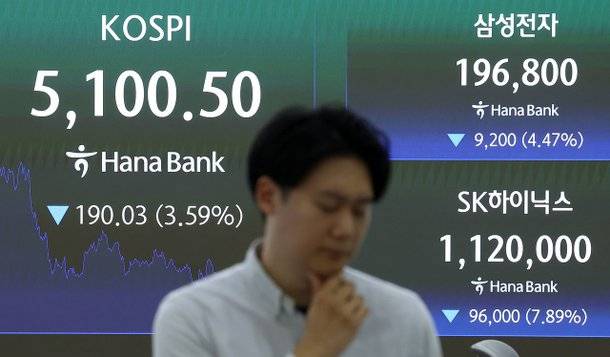 KOSPI
5,100.50
Hana Bank
▼ 190.03 (3.59%)
삼성전자
196,800
Hana Bank
▼ 9,200 (4.47%)
SK하이닉스
1,120,000
Hana Bank
▼ 96,000 (7.89%)